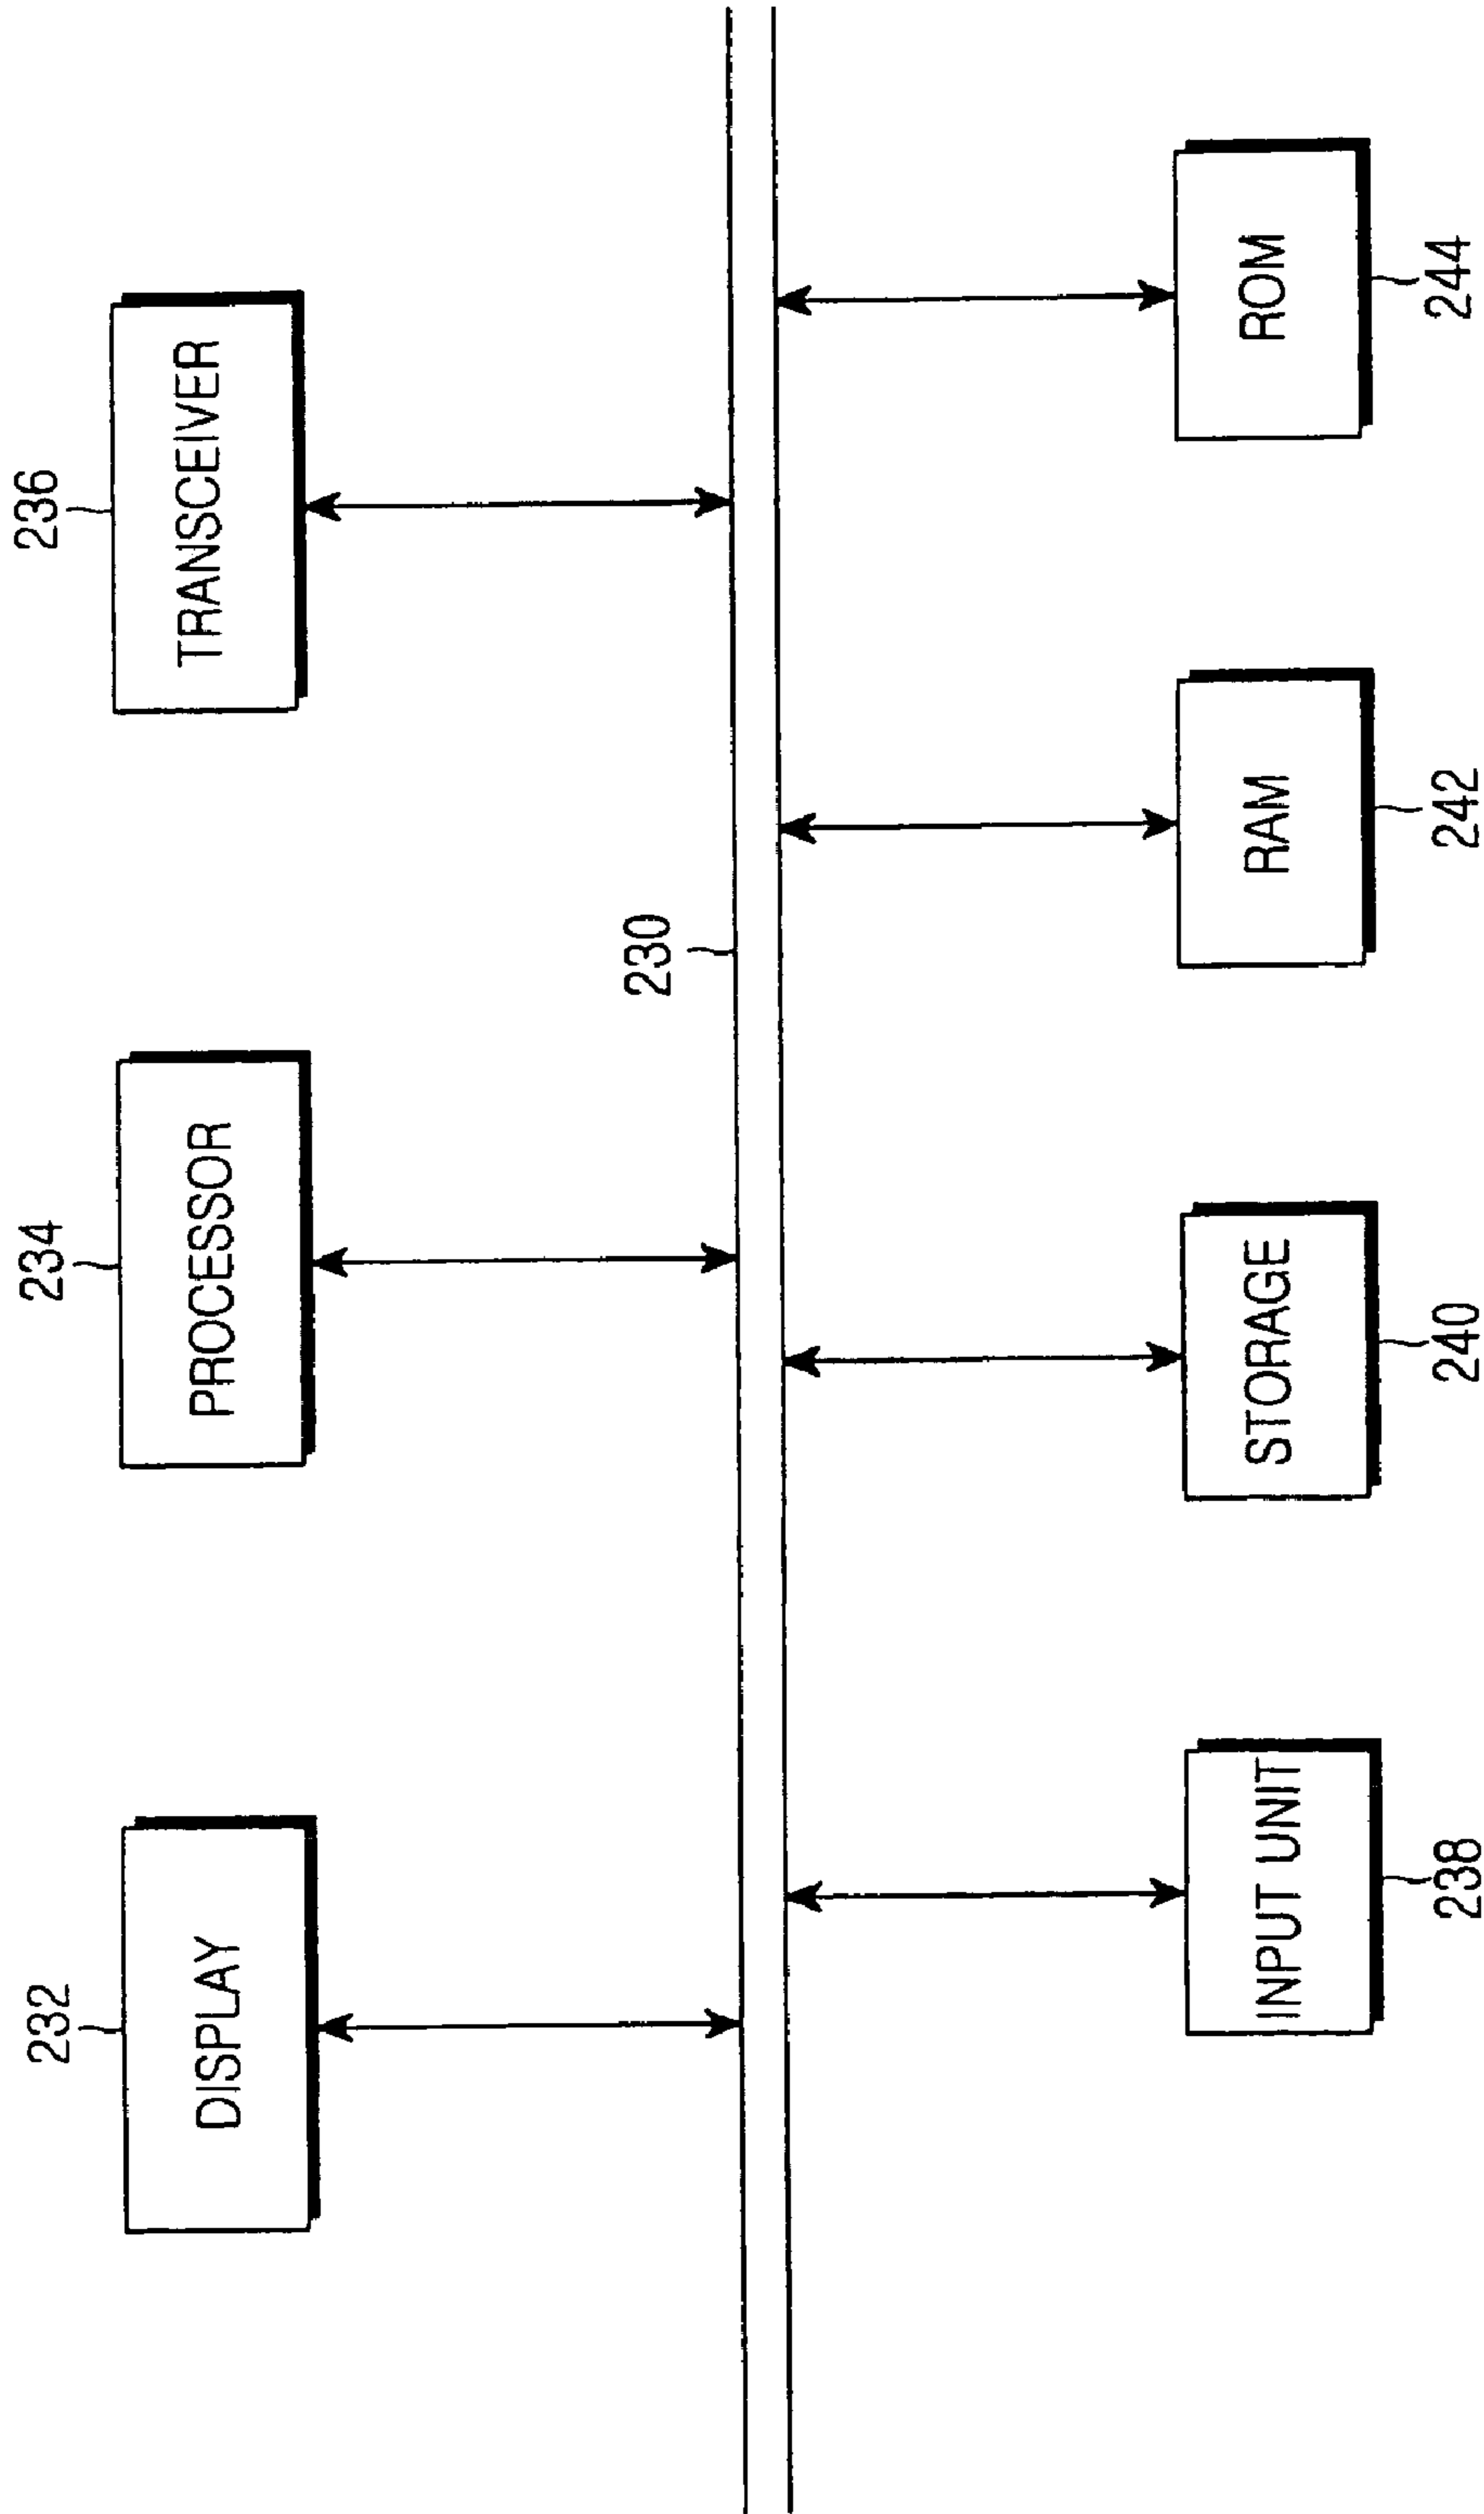 232
234
236
DISPLAY
PROCESSOR
TRANSCEIVER
230
INPUT UNIT
STORAGE
RAM
ROM
238
240
242
244